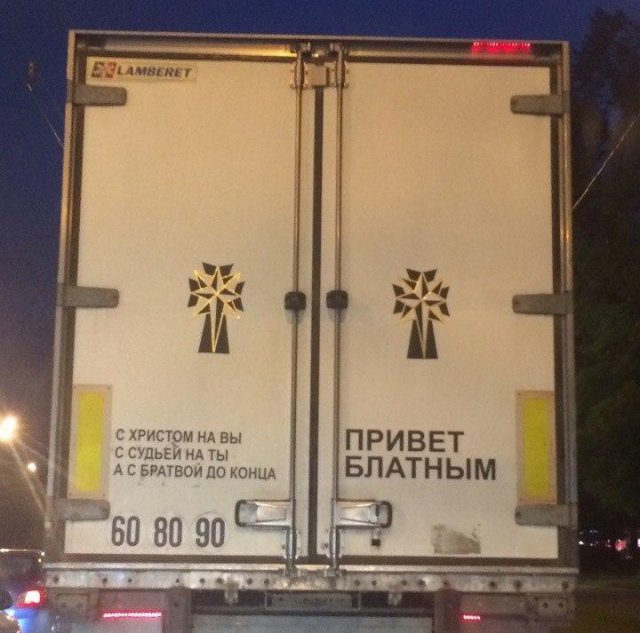 LAMBERET
С ХРИСТОМ НА ВЫ
С СУДЬЕЙ НА ТЫ
А С БРАТВОЙ ДО КОНЦА
60 80 90
ПРИВЕТ
БЛАТНЫМ